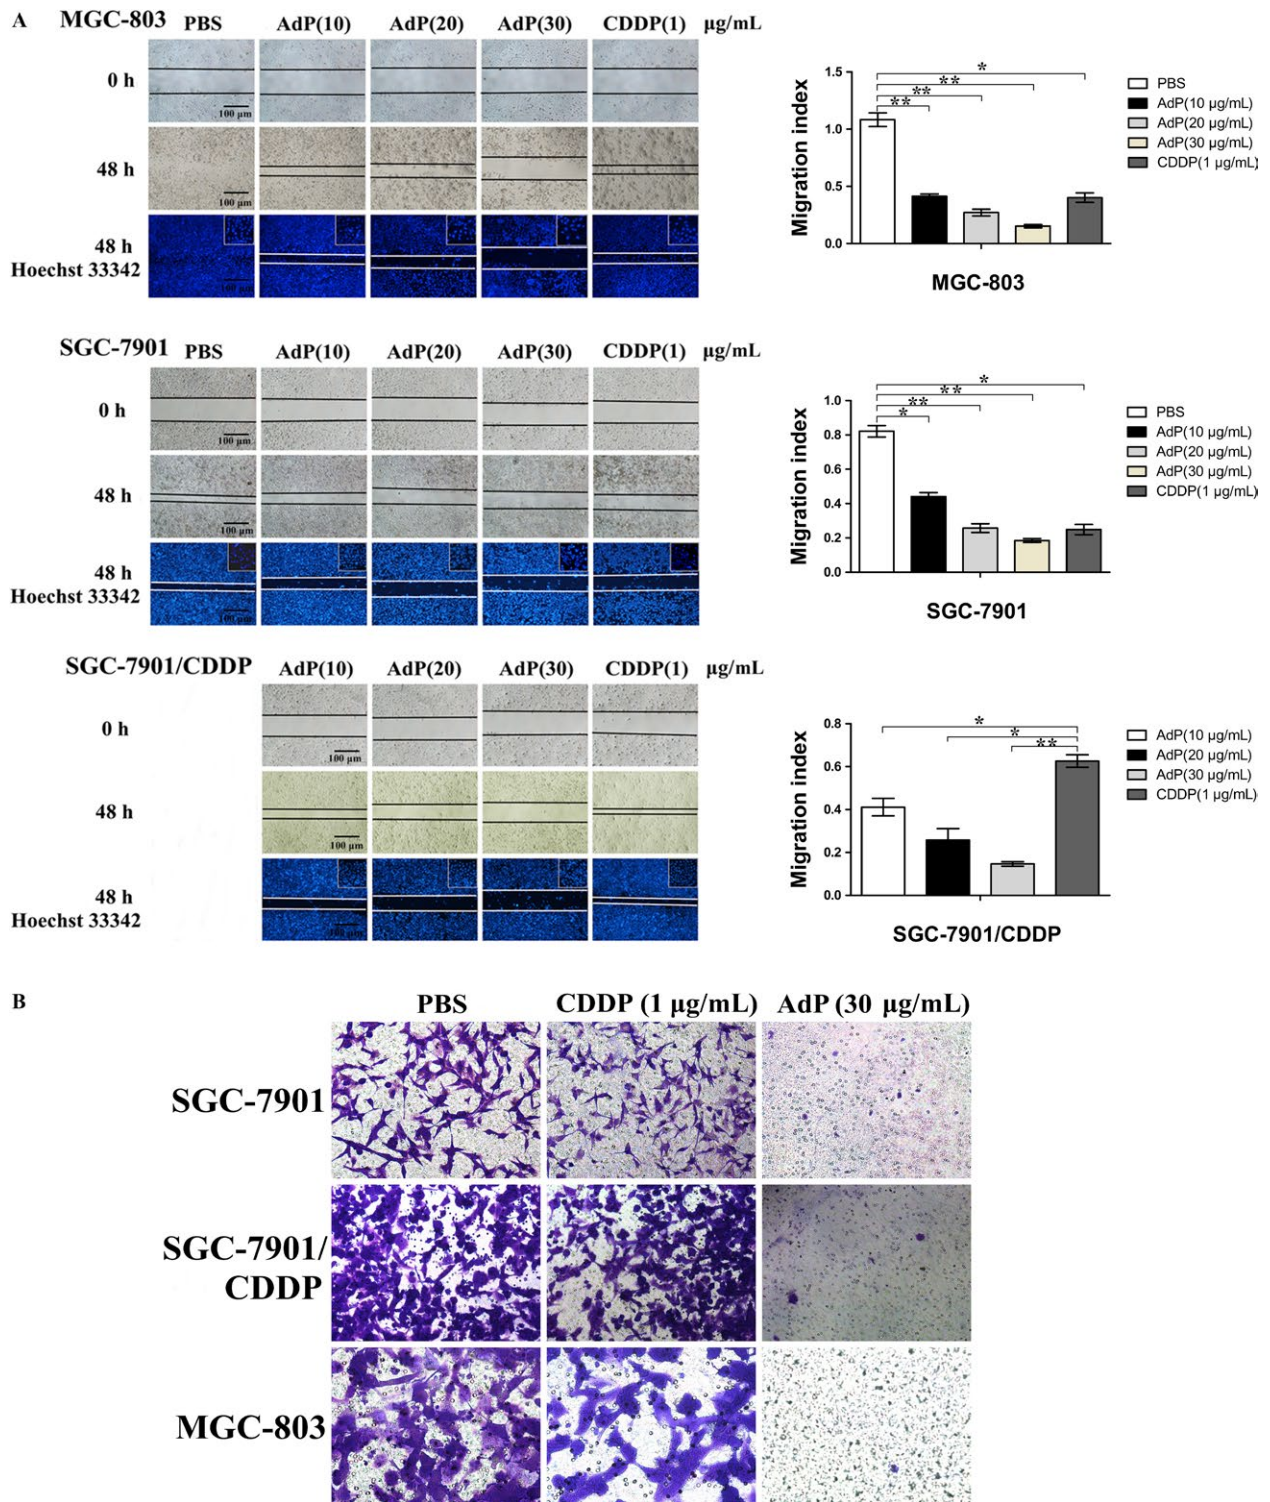 A
MGC-803 PBS AdP(10) AdP(20) AdP(30) CDDP(1) µg/mL
0 h
100 µm
48 h
100 µm
48 h
Hoechst 33342
100 µm
Migration index
1.5
1.0
0.5
0.0
* ** ** **
MGC-803
PBS
AdP(10 µg/mL)
AdP(20 µg/mL)
AdP(30 µg/mL)
CDDP(1 µg/mL)
SGC-7901 PBS AdP(10) AdP(20) AdP(30) CDDP(1) µg/mL
0 h
100 µm
48 h
100 µm
48 h
Hoechst 33342
100 µm
Migration index
0.8
0.6
0.4
0.2
0.0
* ** ** *
SGC-7901
PBS
AdP(10 µg/mL)
AdP(20 µg/mL)
AdP(30 µg/mL)
CDDP(1 µg/mL)
SGC-7901/CDDP AdP(10) AdP(20) AdP(30) CDDP(1) µg/mL
0 h
100 µm
48 h
100 µm
48 h
Hoechst 33342
100 µm
Migration index
0.8
0.6
0.4
0.2
0.0
* * **
SGC-7901/CDDP
AdP(10 µg/mL)
AdP(20 µg/mL)
AdP(30 µg/mL)
CDDP(1 µg/mL)
B
PBS CDDP (1 µg/mL) AdP (30 µg/mL)
SGC-7901
SGC-7901/
CDDP
MGC-803